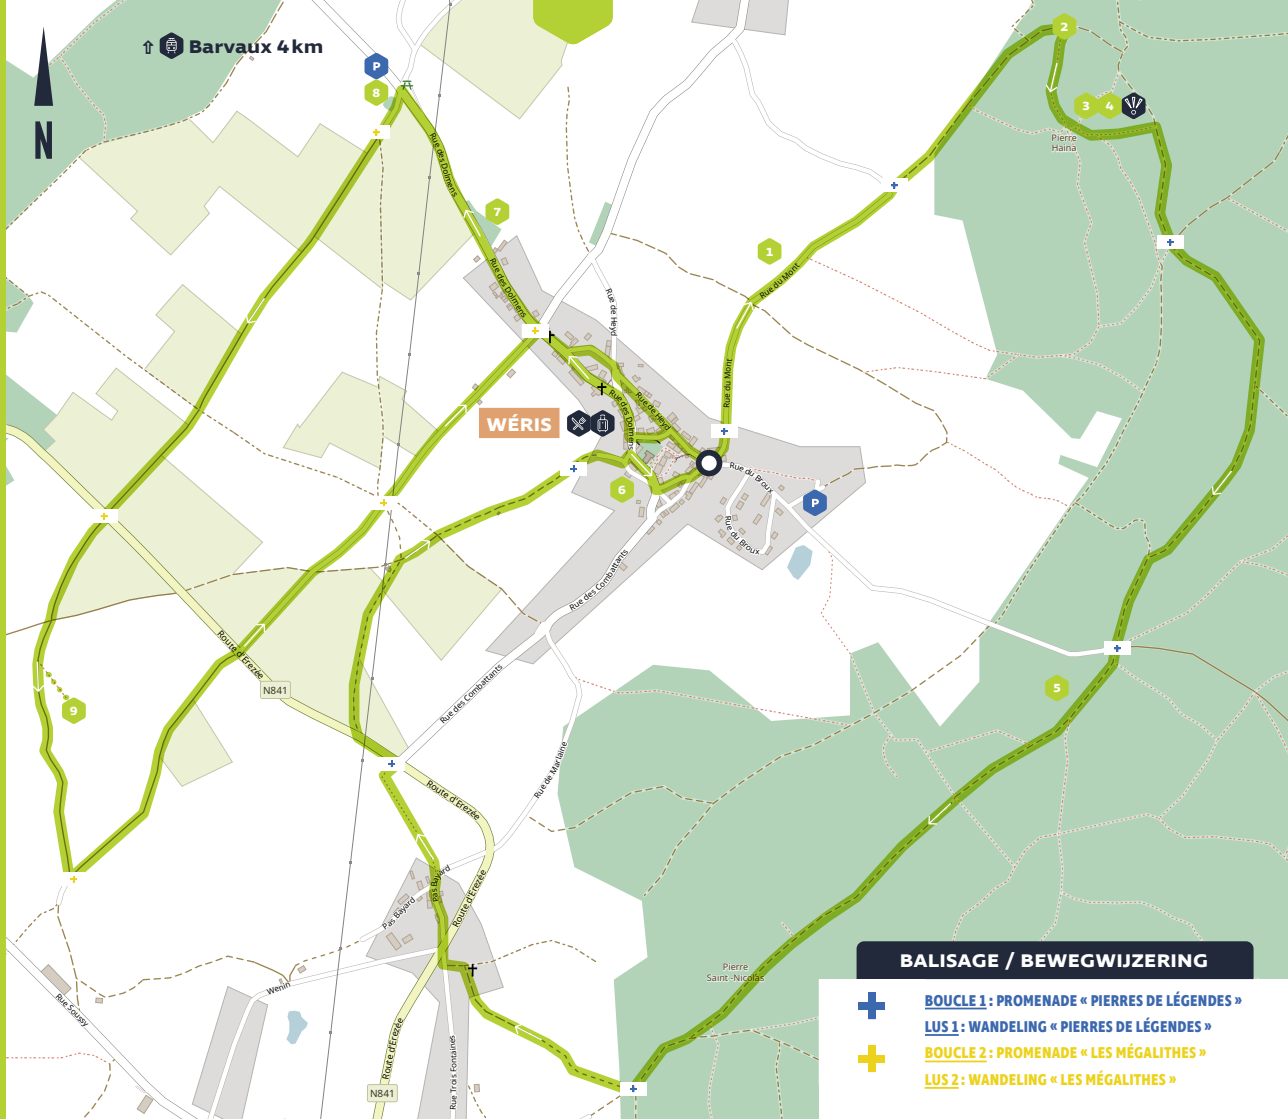 Barvaux 4 km
N
P
8
2
3
4
Pierre
Haina
Rue des Dolmens
7
1
Rue du Mont
Rue des Dolmens
Rue de Heyd
Rue du Mont
WÉRIS
Rue des Dolmens
Rue de Heyd
6
Rue du Broux
P
Rue du Broux
Rue des Combattants
Route d'Erezée
N841
9
Rue des Combattants
5
Rue de Marlaine
Route d'Erezée
Pas Bayard
Pas Bayard
Route d'Erezée
Pierre
Saint-Nicolas
Wenin
Rue Soussy
Route d'Erezée
Rue Trois Fontaines
N841
BALISAGE / BEWEGWIJZERING
BOUCLE 1 : PROMENADE « PIERRES DE LÉGENDES »
LUS 1 : WANDELING « PIERRES DE LÉGENDES »
BOUCLE 2 : PROMENADE « LES MÉGALITHES »
LUS 2 : WANDELING « LES MÉGALITHES »